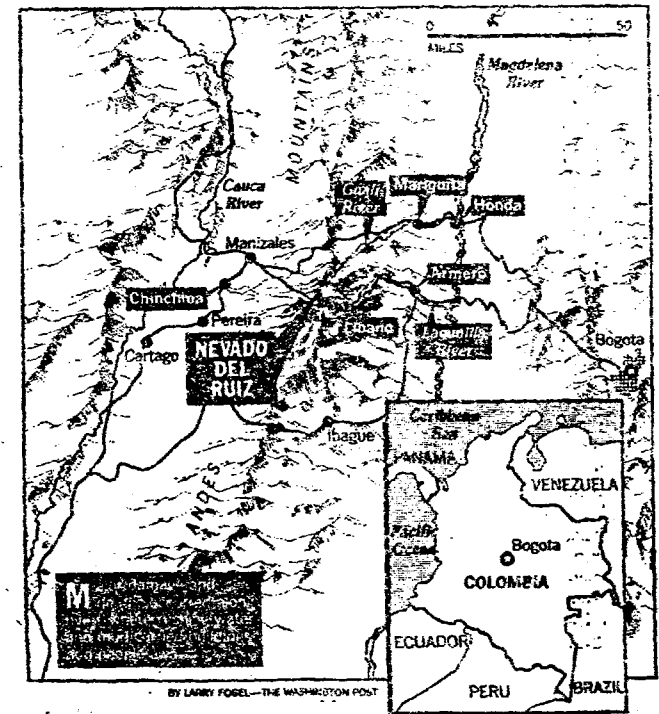 0 50
MILES
Magdalena
River
MOUNTAINS
Cauca
River
Guali
River
Mariquita
Honda
Manizales
Armero
Chinchina
Pereira
Libano
Lagunilla
River
Bogota
Cartago
NEVADO
DEL
RUIZ
Ibague
ANDES
Caribbean
Sea
PANAMA
VENEZUELA
Pacific
Ocean
Bogota
COLOMBIA
ECUADOR
PERU
BRAZIL
M
and
BY LARRY FOGEL—THE WASHINGTON POST